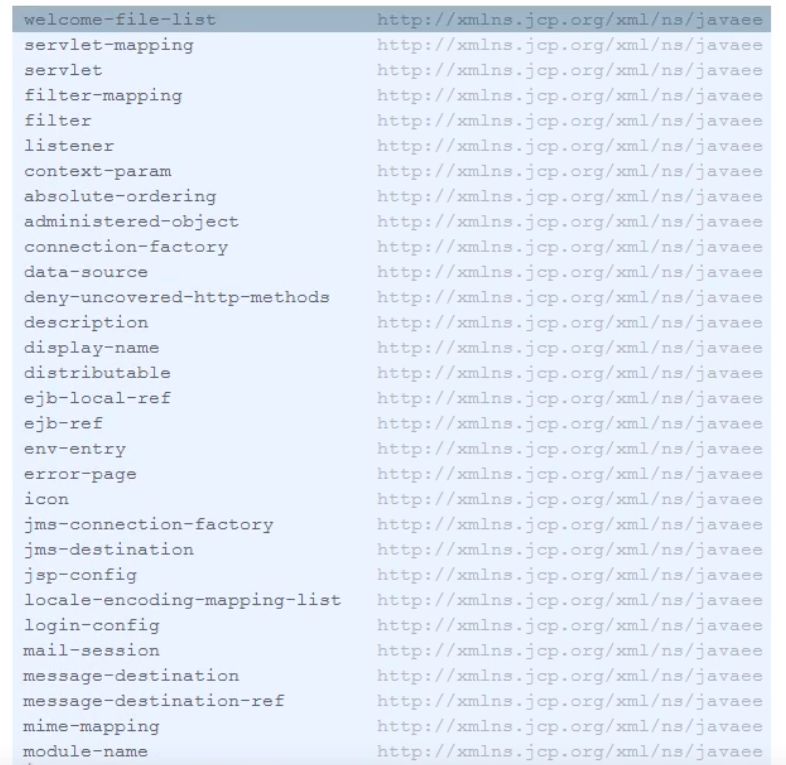 welcome-file-list http://xmlns.jcp.org/xml/ns/javaee
servlet-mapping http://xmlns.jcp.org/xml/ns/javaee
servlet http://xmlns.jcp.org/xml/ns/javaee
filter-mapping http://xmlns.jcp.org/xml/ns/javaee
filter http://xmlns.jcp.org/xml/ns/javaee
listener http://xmlns.jcp.org/xml/ns/javaee
context-param http://xmlns.jcp.org/xml/ns/javaee
absolute-ordering http://xmlns.jcp.org/xml/ns/javaee
administered-object http://xmlns.jcp.org/xml/ns/javaee
connection-factory http://xmlns.jcp.org/xml/ns/javaee
data-source http://xmlns.jcp.org/xml/ns/javaee
deny-uncovered-http-methods http://xmlns.jcp.org/xml/ns/javaee
description http://xmlns.jcp.org/xml/ns/javaee
display-name http://xmlns.jcp.org/xml/ns/javaee
distributable http://xmlns.jcp.org/xml/ns/javaee
ejb-local-ref http://xmlns.jcp.org/xml/ns/javaee
ejb-ref http://xmlns.jcp.org/xml/ns/javaee
env-entry http://xmlns.jcp.org/xml/ns/javaee
error-page http://xmlns.jcp.org/xml/ns/javaee
icon http://xmlns.jcp.org/xml/ns/javaee
jms-connection-factory http://xmlns.jcp.org/xml/ns/javaee
jms-destination http://xmlns.jcp.org/xml/ns/javaee
jsp-config http://xmlns.jcp.org/xml/ns/javaee
locale-encoding-mapping-list http://xmlns.jcp.org/xml/ns/javaee
login-config http://xmlns.jcp.org/xml/ns/javaee
mail-session http://xmlns.jcp.org/xml/ns/javaee
message-destination http://xmlns.jcp.org/xml/ns/javaee
message-destination-ref http://xmlns.jcp.org/xml/ns/javaee
mime-mapping http://xmlns.jcp.org/xml/ns/javaee
module-name http://xmlns.jcp.org/xml/ns/javaee